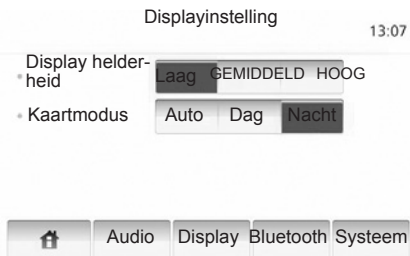 Displayinstelling
13:07
Display helder-
heid
Laag GEMIDDELD HOOG
Kaartmodus Auto Dag Nacht
Audio Display Bluetooth Systeem